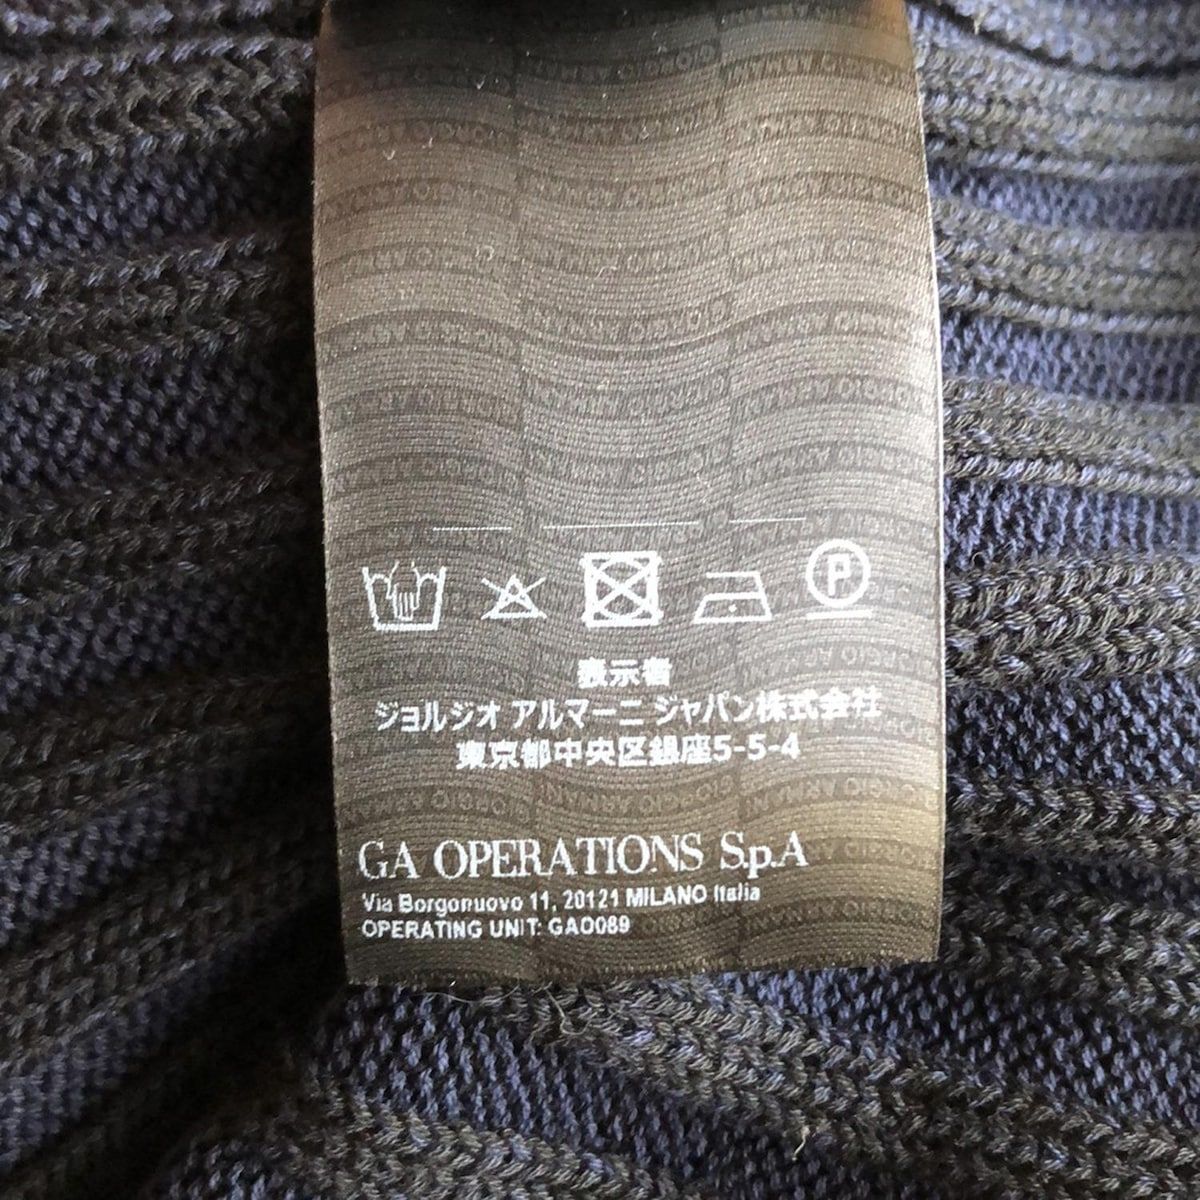 P
表示者
ジョルジオ アルマーニ ジャパン株式会社
東京都中央区銀座5-5-4
GA OPERATIONS S.p.A
Via Borgonuovo 11, 20121 MILANO Italia
OPERATING UNIT: GAO089